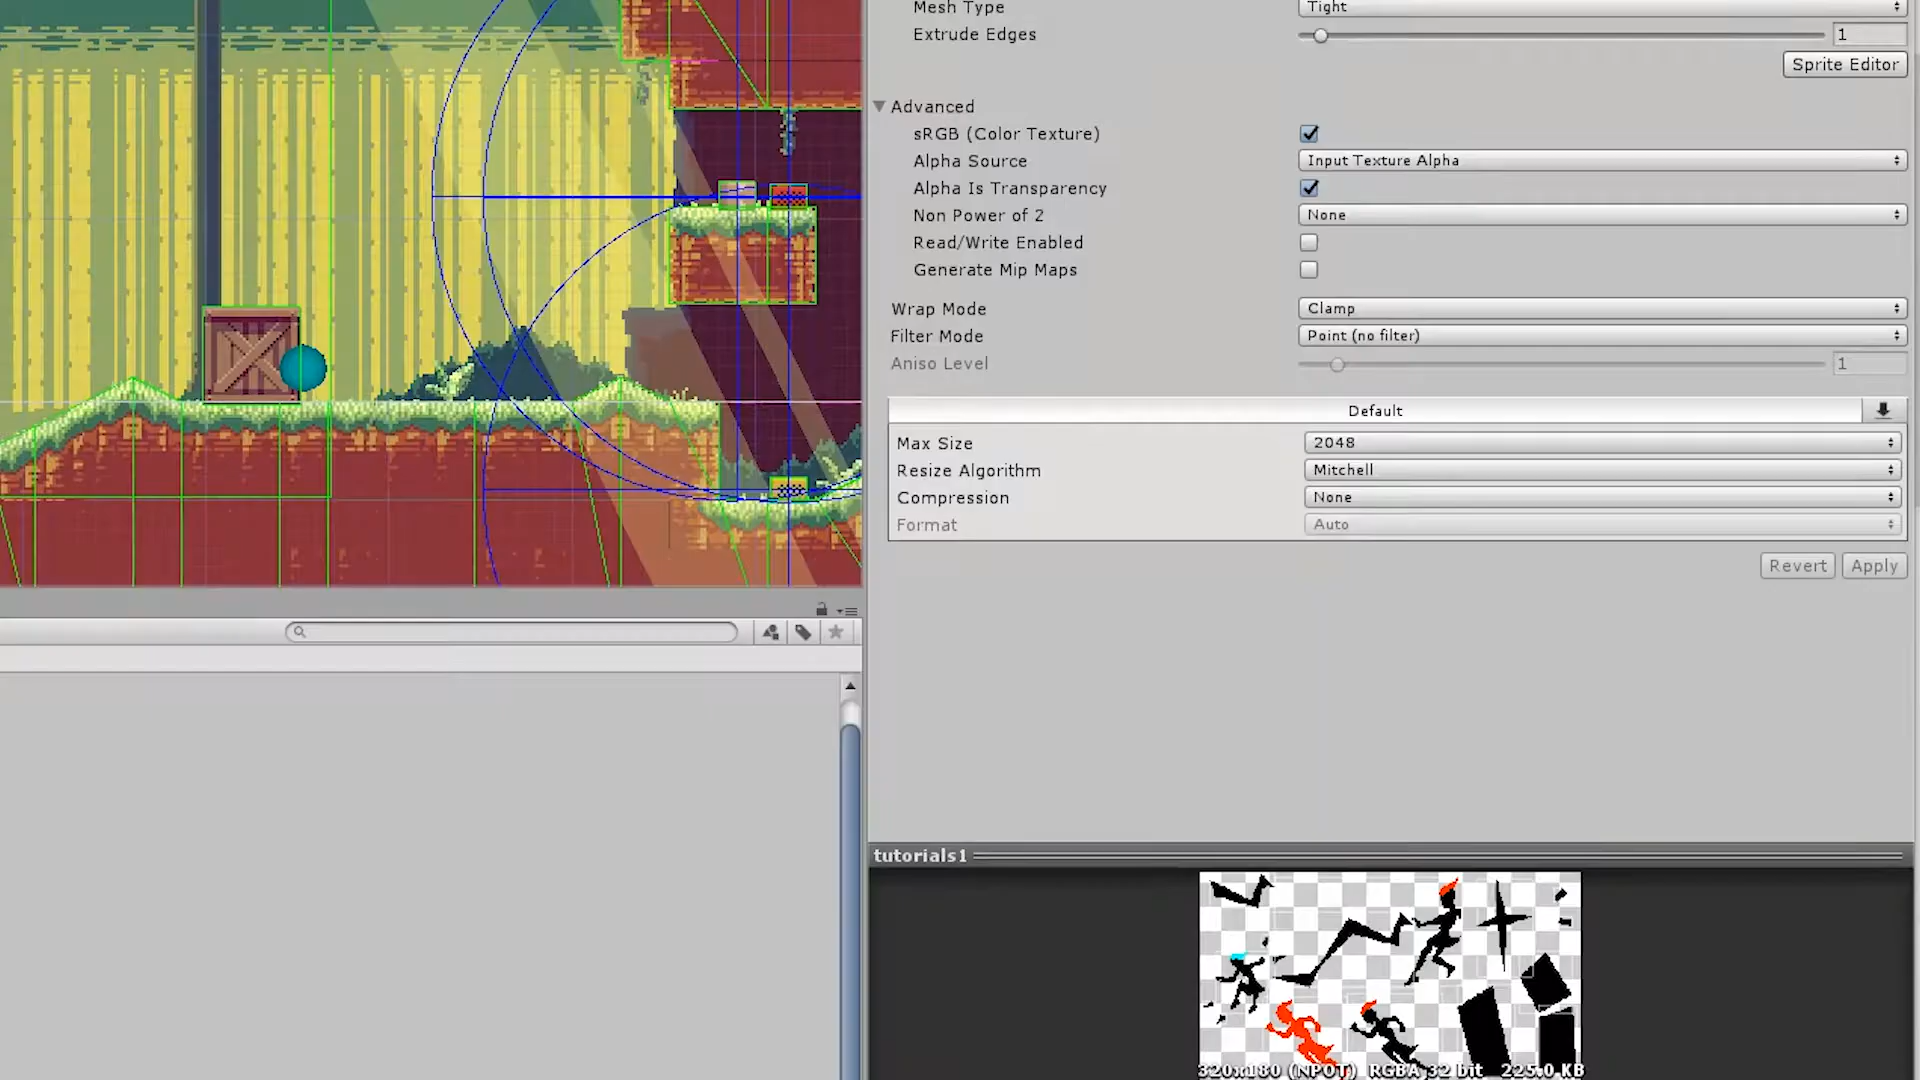 Mesh Type Tight
Extrude Edges 1
Sprite Editor
Advanced
sRGB (Color Texture)
Alpha Source Input Texture Alpha
Alpha Is Transparency
Non Power of 2 None
Read/Write Enabled
Generate Mip Maps
Wrap Mode Clamp
Filter Mode Point (no filter)
Aniso Level 1
Default
Max Size 2048
Resize Algorithm Mitchell
Compression None
Format Auto
Revert Apply
tutorials1
320x180 (NPOT) RGBA 32 bit 225.0 KB